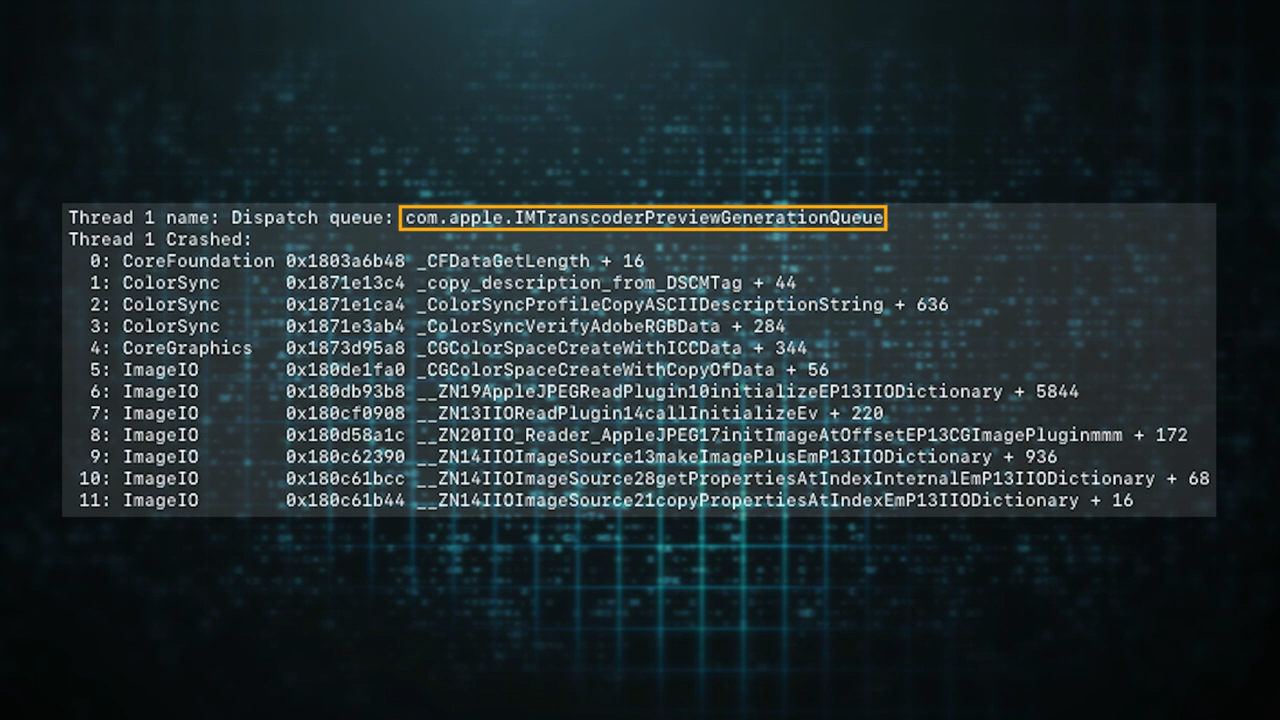 Thread 1 name: Dispatch queue: com.apple.IMTranscoderPreviewGenerationQueue
Thread 1 Crashed:
0: CoreFoundation 0x1803a6b48 _CFDataGetLength + 16
1: ColorSync 0x1871e13c4 _copy_description_from_DSCMTag + 44
2: ColorSync 0x1871e1ca4 _ColorSyncProfileCopyASCIIDescriptionString + 636
3: ColorSync 0x1871e3ab4 _ColorSyncVerifyAdobeRGBData + 284
4: CoreGraphics 0x1873d95a8 _CGColorSpaceCreateWithICCData + 344
5: ImageIO 0x180de1fa0 _CGColorSpaceCreateWithCopyOfData + 56
6: ImageIO 0x180db93b8 __ZN19AppleJPEGReadPlugin10initializeEP13IIODictionary + 5844
7: ImageIO 0x180cf0908 __ZN13IIOReadPlugin14callInitializeEv + 220
8: ImageIO 0x180d58a1c __ZN20IIO_Reader_AppleJPEG17initImageAtOffsetEP13CGImagePluginmmm + 172
9: ImageIO 0x180c62390 __ZN14IIOImageSource13makeImagePlusEmP13IIODictionary + 936
10: ImageIO 0x180c61bcc __ZN14IIOImageSource28getPropertiesAtIndexInternalEmP13IIODictionary + 68
11: ImageIO 0x180c61b44 __ZN14IIOImageSource21copyPropertiesAtIndexEmP13IIODictionary + 16